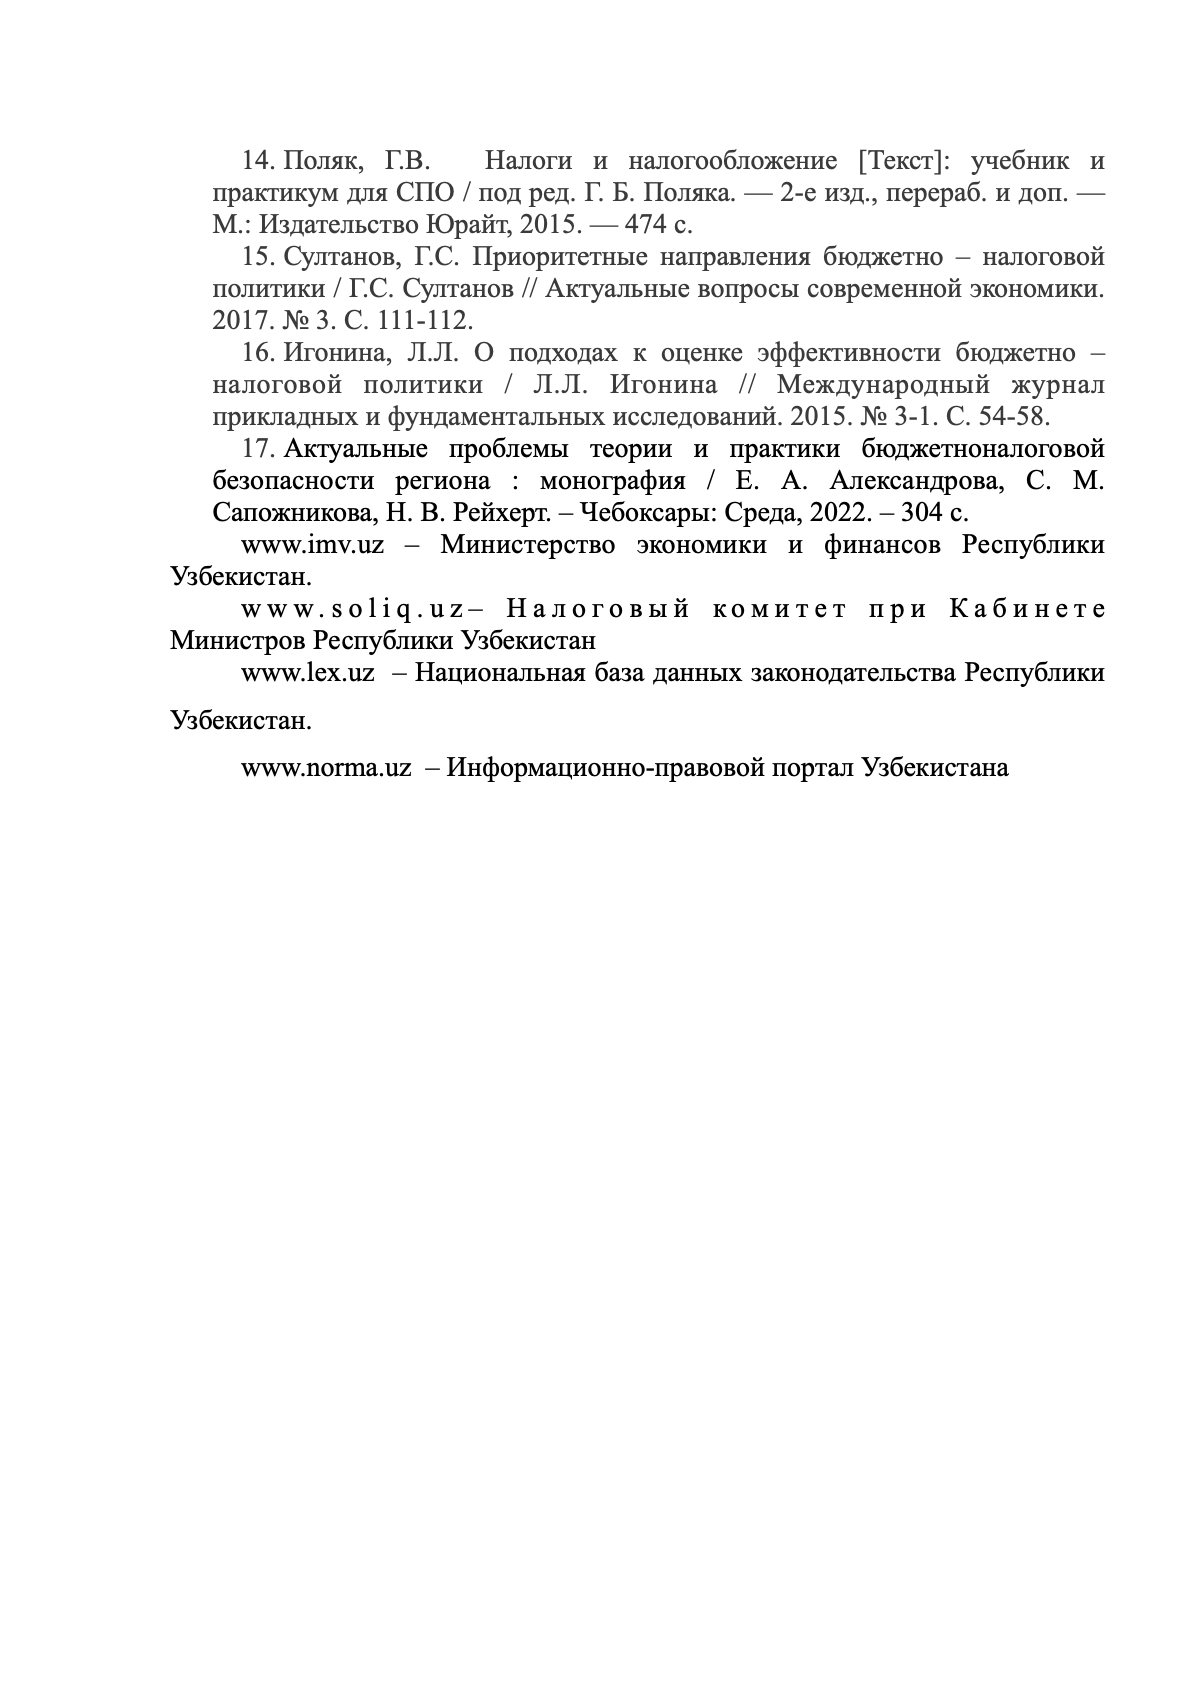 14. Поляк, Г.В. Налоги и налогообложение [Текст]: учебник и
практикум для СПО / под ред. Г. Б. Поляка. — 2-е изд., перераб. и доп. —
М.: Издательство Юрайт, 2015. — 474 с.
15. Султанов, Г.С. Приоритетные направления бюджетно – налоговой
политики / Г.С. Султанов // Актуальные вопросы современной экономики.
2017. № 3. С. 111-112.
16. Игонина, Л.Л. О подходах к оценке эффективности бюджетно –
налоговой политики / Л.Л. Игонина // Международный журнал
прикладных и фундаментальных исследований. 2015. № 3-1. С. 54-58.
17. Актуальные проблемы теории и практики бюджетноналоговой
безопасности региона : монография / Е. А. Александрова, С. М.
Сапожникова, Н. В. Рейхерт. – Чебоксары: Среда, 2022. – 304 с.
www.imv.uz – Министерство экономики и финансов Республики
Узбекистан.
www.soliq.uz– Налоговый комитет при Кабинете
Министров Республики Узбекистан
www.lex.uz – Национальная база данных законодательства Республики
Узбекистан.
www.norma.uz – Информационно-правовой портал Узбекистана